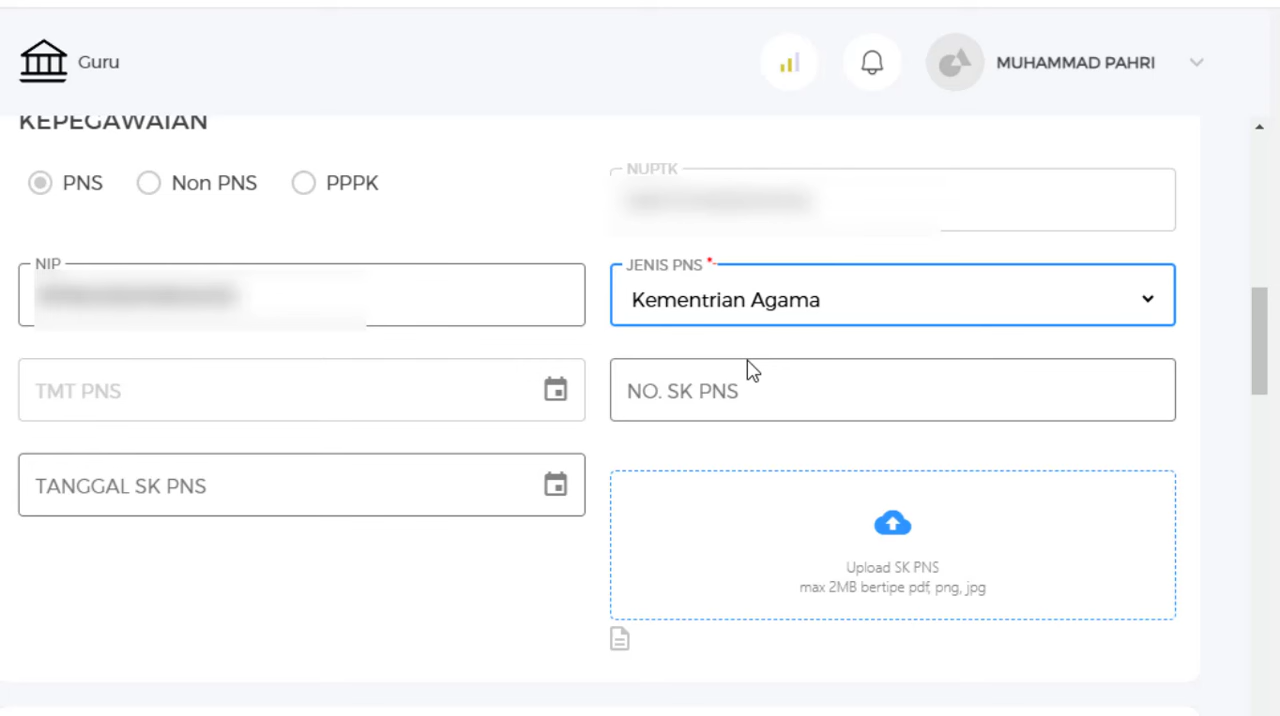 Guru
MUHAMMAD PAHRI
KEPEGAWAIAN
PNS
Non PNS
PPPK
NUPTK
NIP
JENIS PNS *
Kementrian Agama
TMT PNS
NO. SK PNS
TANGGAL SK PNS
Upload SK PNS
max 2MB bertipe pdf, png, jpg